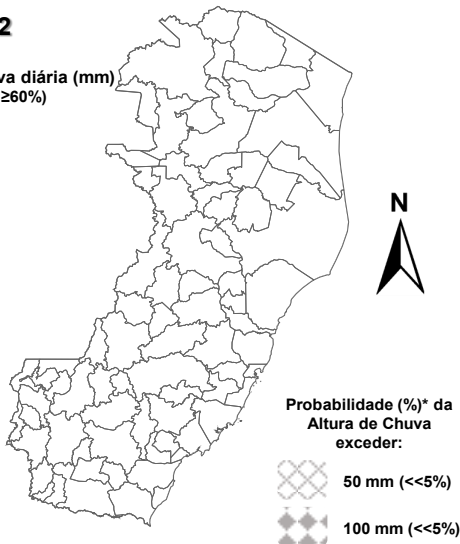 2
va diária (mm)
≥60%)
N
Probabilidade (%)* da
Altura de Chuva
exceder:
50 mm (<<5%)
100 mm (<<5%)